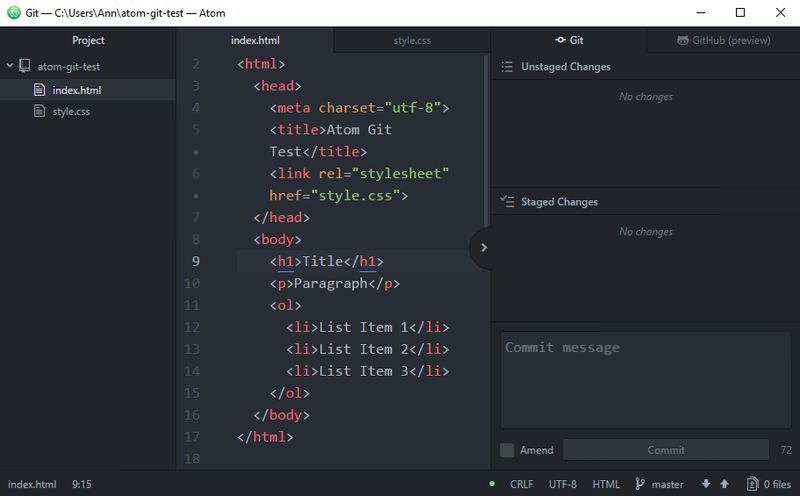 Git — C:\Users\Ann\atom-git-test — Atom
Project
atom-git-test
index.html
style.css
index.html
style.css
2 <html>
3 <head>
4 <meta charset="utf-8">
5 <title>Atom Git
• Test</title>
6 <link rel="stylesheet"
• href="style.css">
7 </head>
8 <body>
9 <h1>Title</h1>
10 <p>Paragraph</p>
11 <ol>
12 <li>List Item 1</li>
13 <li>List Item 2</li>
14 <li>List Item 3</li>
15 </ol>
16 </body>
17 </html>
18
Git
GitHub (preview)
Unstaged Changes
No changes
Staged Changes
No changes
Commit message
Amend Commit 72
index.html 9:15 CRLF UTF-8 HTML master 0 files